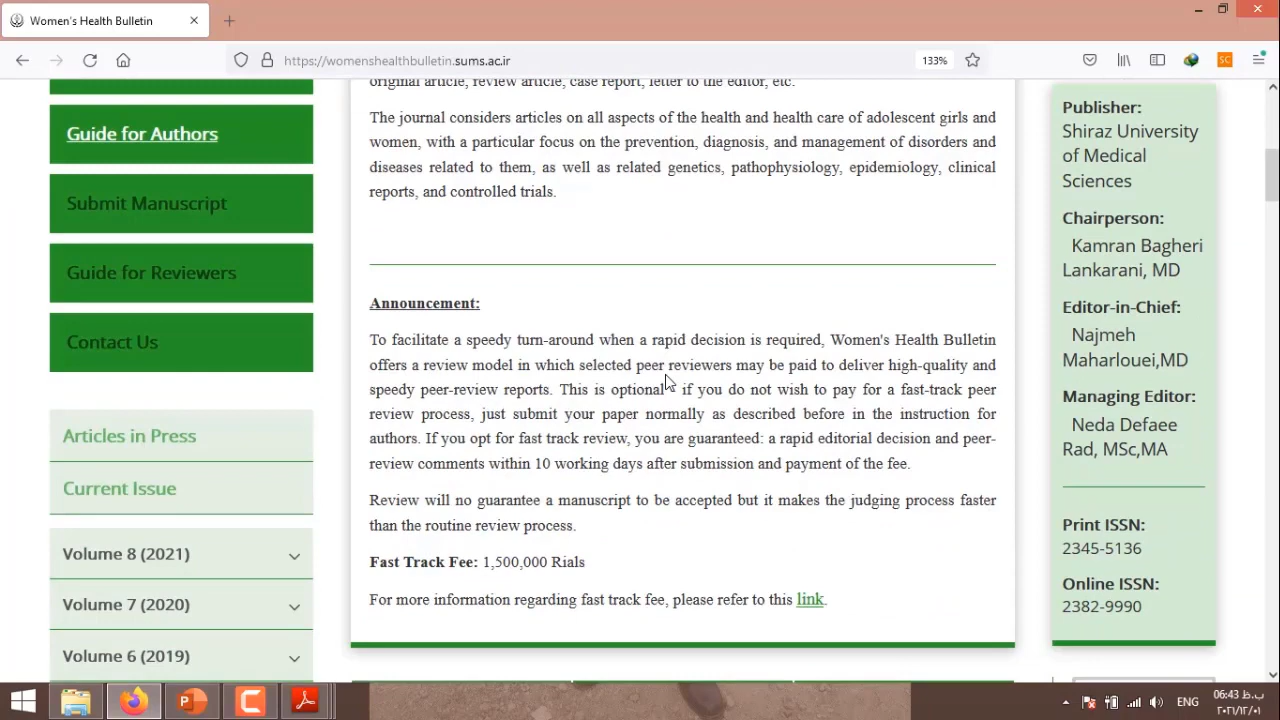 Women's Health Bulletin
https://womenshealthbulletin.sums.ac.ir
133%
SC
Guide for Authors
Submit Manuscript
Guide for Reviewers
Contact Us
Articles in Press
Current Issue
Volume 8 (2021)
Volume 7 (2020)
Volume 6 (2019)
original article, review article, case report, letter to the editor, etc.
The journal considers articles on all aspects of the health and health care of adolescent girls and
women, with a particular focus on the prevention, diagnosis, and management of disorders and
diseases related to them, as well as related genetics, pathophysiology, epidemiology, clinical
reports, and controlled trials.
Announcement:
To facilitate a speedy turn-around when a rapid decision is required, Women's Health Bulletin
offers a review model in which selected peer reviewers may be paid to deliver high-quality and
speedy peer-review reports. This is optional if you do not wish to pay for a fast-track peer
review process, just submit your paper normally as described before in the instruction for
authors. If you opt for fast track review, you are guaranteed: a rapid editorial decision and peer-
review comments within 10 working days after submission and payment of the fee.
Review will no guarantee a manuscript to be accepted but it makes the judging process faster
than the routine review process.
Fast Track Fee: 1,500,000 Rials
For more information regarding fast track fee, please refer to this link.
Publisher:
Shiraz University
of Medical
Sciences
Chairperson:
Kamran Bagheri
Lankarani, MD
Editor-in-Chief:
Najmeh
Maharlouei,MD
Managing Editor:
Neda Defaee
Rad, MSc,MA
Print ISSN:
2345-5136
Online ISSN:
2382-9990
ENG
06:43 ب.ظ
۲۰۲۱/۱۲/۰۱